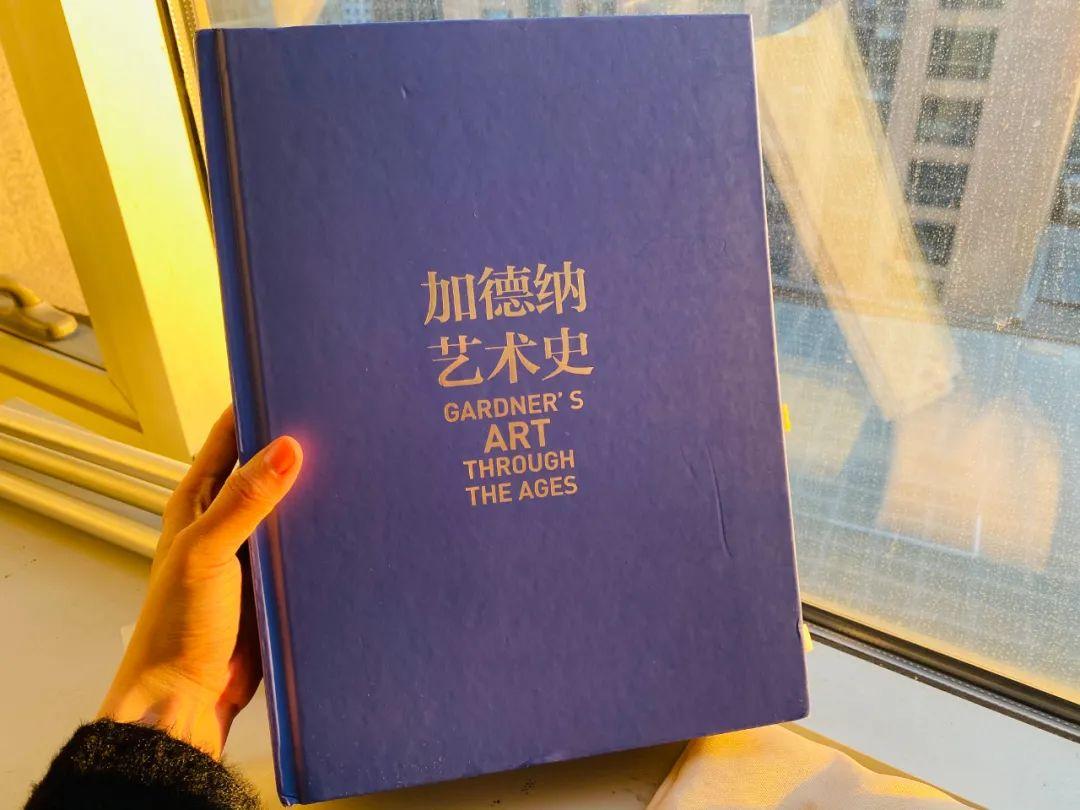 加德纳
艺术史
GARDNER' S
ART
THROUGH
THE AGES